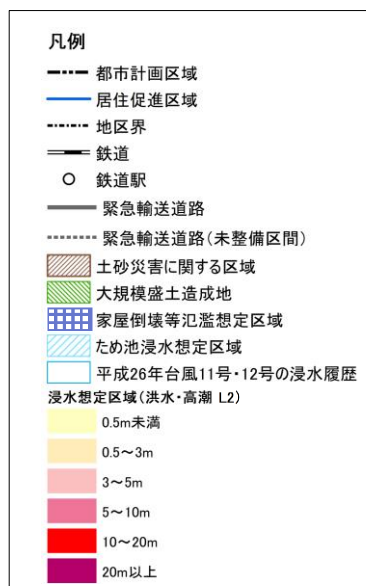 凡例
都市計画区域
居住促進区域
地区界
鉄道
鉄道駅
緊急輸送道路
緊急輸送道路(未整備区間)
土砂災害に関する区域
大規模盛土造成地
家屋倒壊等氾濫想定区域
ため池浸水想定区域
平成26年台風11号・12号の浸水履歴
浸水想定区域(洪水・高潮 L2)
0.5m未満
0.5～3m
3～5m
5～10m
10～20m
20m以上